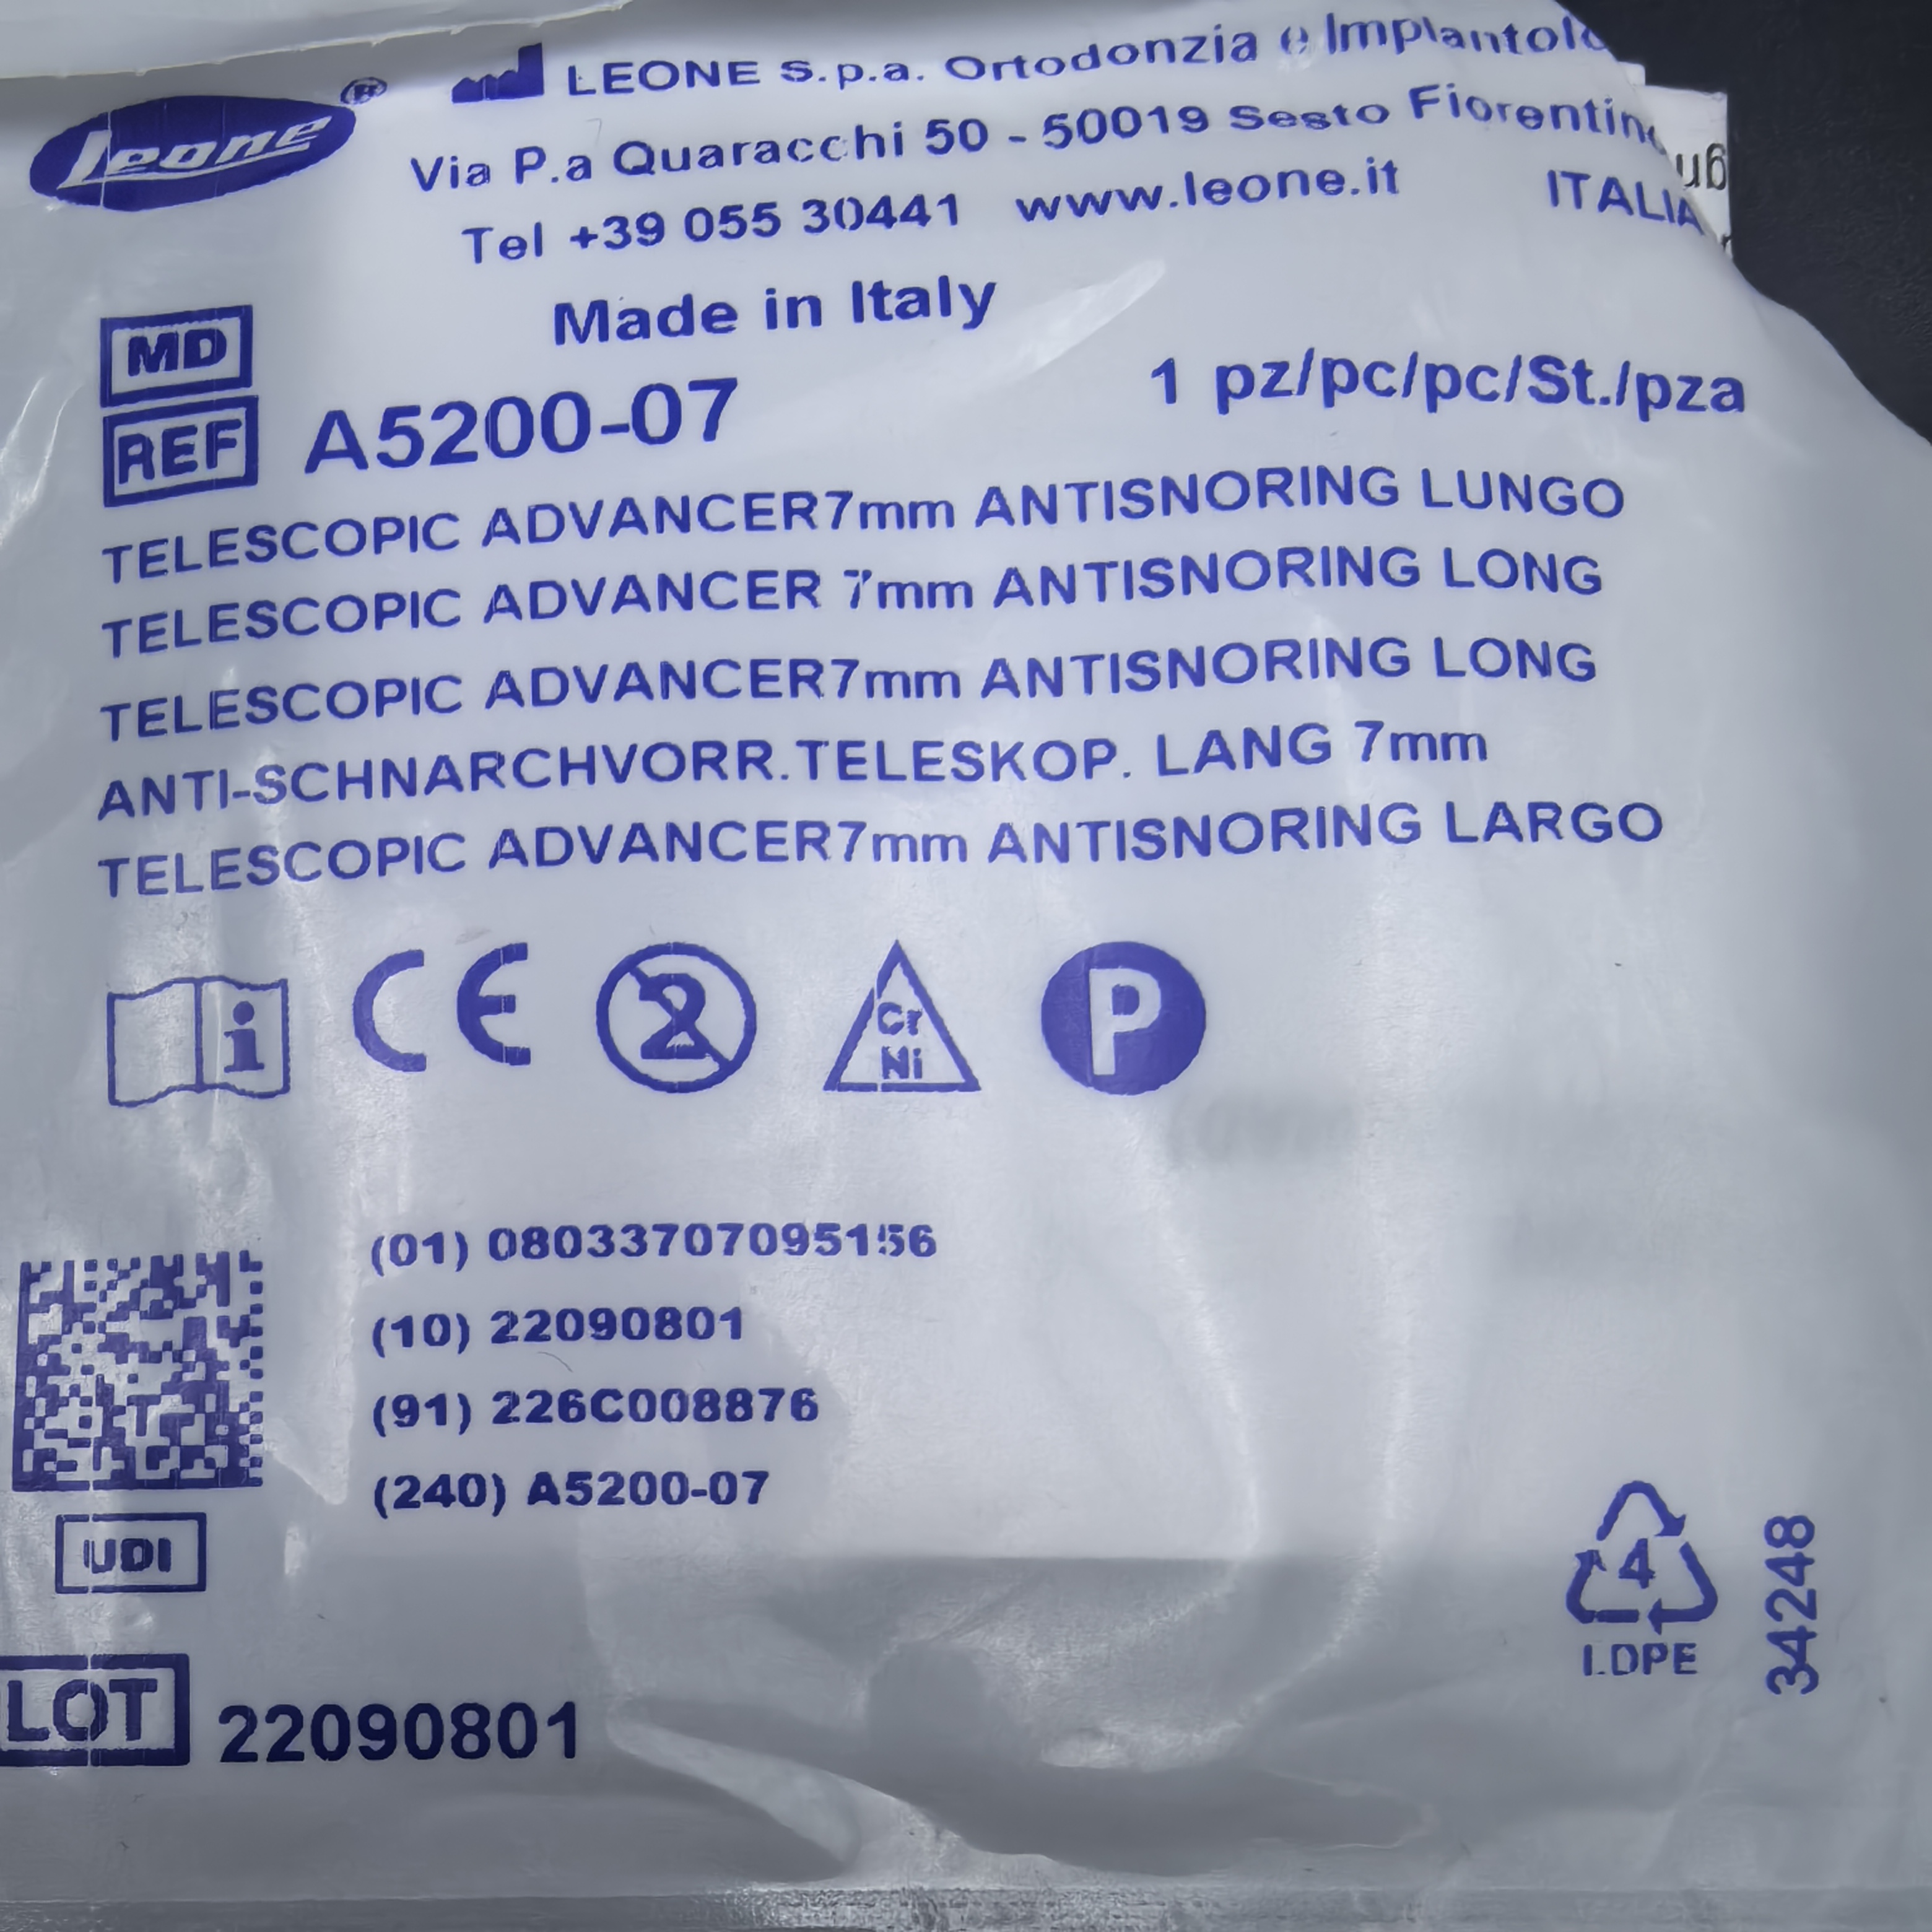 Leone®
LEONE S.p.a. Ortodonzia e
Via P.a Quaracchi 50 - 50019 Sesto
Tel +39 055 30441 www.leone.it ITALIA
Made in Italy
MD
REF A5200-07
1 pz/pc/pc/St./pza
TELESCOPIC ADVANCER7mm ANTISNORING LUNGO
TELESCOPIC ADVANCER 7mm ANTISNORING LONG
TELESCOPIC ADVANCER7mm ANTISNORING LONG
ANTI-SCHNARCHVORR.TELESKOP. LANG 7mm
TELESCOPIC ADVANCER7mm ANTISNORING LARGO
i CE 2 Cr Ni P
(01) 08033707095156
(10) 22090801
(91) 226C008876
(240) A5200-07
UDI
LOT 22090801
4
LDPE
34248